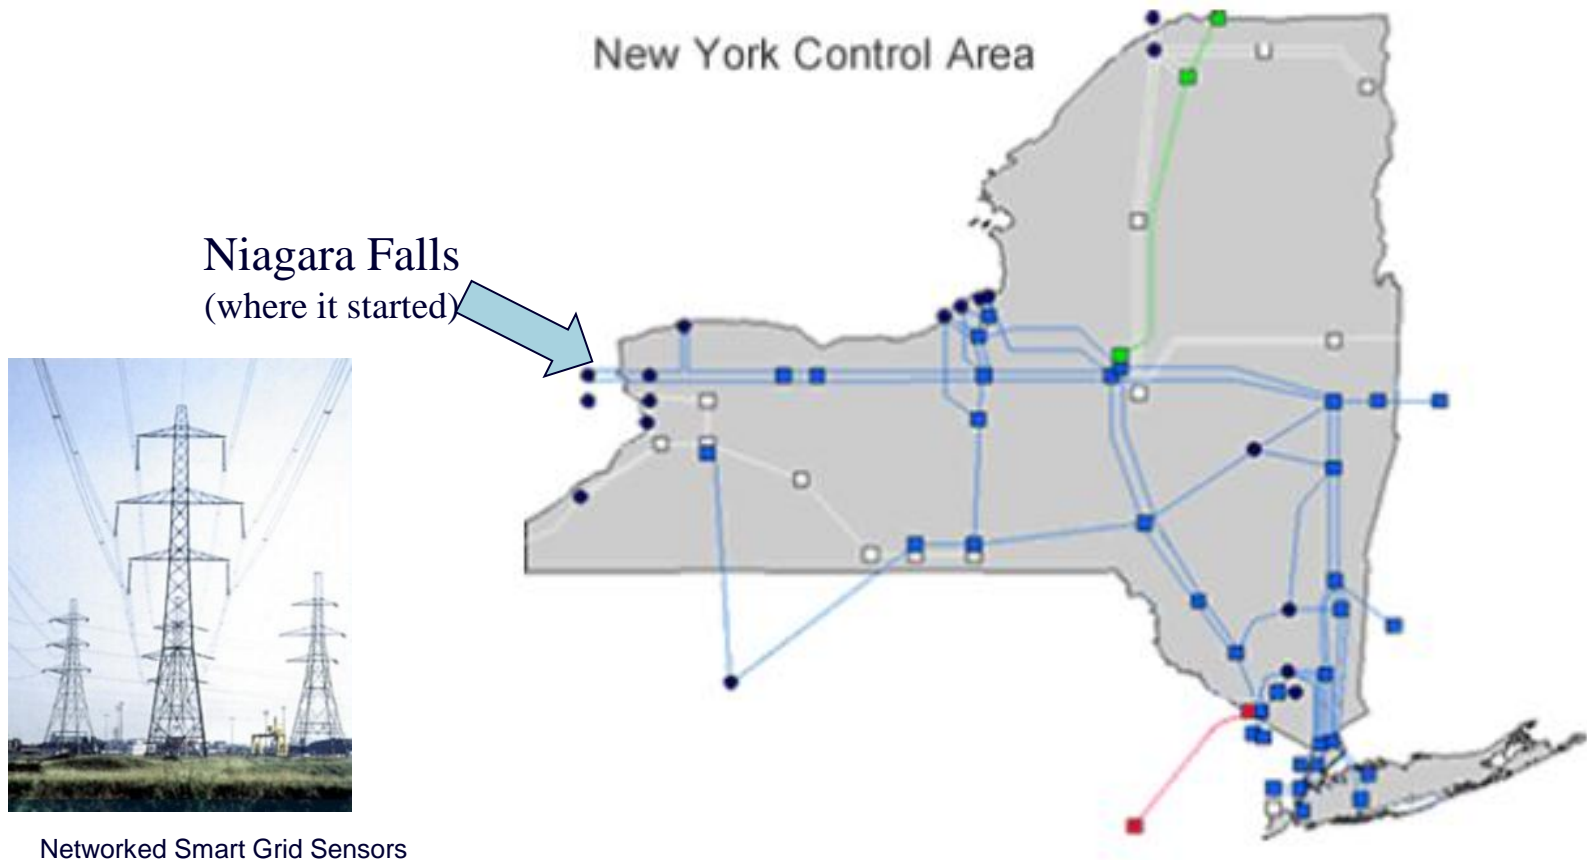 New York Control Area
Niagara Falls
(where it started)
Networked Smart Grid Sensors